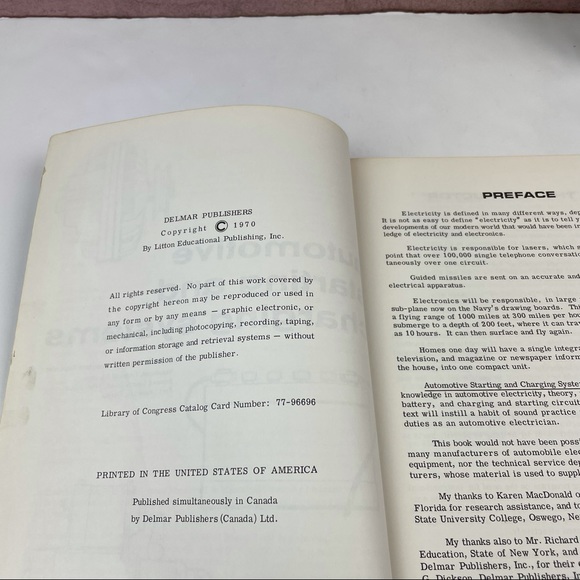 DELMAR PUBLISHERS
Copyright © 1970
By Litton Educational Publishing, Inc.
All rights reserved. No part of this work covered by
the copyright hereon may be reproduced or used in
any form or by any means — graphic electronic, or
mechanical, including photocopying, recording, taping,
or information storage and retrieval systems — without
written permission of the publisher.
Library of Congress Catalog Card Number: 77-96696
PRINTED IN THE UNITED STATES OF AMERICA
Published simultaneously in Canada
by Delmar Publishers (Canada) Ltd.
PREFACE
Electricity is defined in many different ways, dep
It is not as easy to define "electricity" as it is to tell y
developments of our modern world that would have been in
ledge of electricity and electronics.
Electricity is responsible for lasers, which
point that over 100,000 single telephone conversati
taneously over one circuit.
Guided missiles are sent on an accurate and
electrical apparatus.
Electronics will be responsible, in large
sub-plane now on the Navy's drawing boards. Th
a flying range of 1000 miles at 300 miles per hou
submerge to a depth of 200 feet, where it can trav
as 10 hours. It can then surface and fly again.
Homes one day will have a single integra
television, and magazine or newspaper inform
the house, into one compact unit.
Automotive Starting and Charging System
knowledge in automotive electricity, theory,
battery, and charging and starting circuit
text will instill a habit of sound practice
duties as an automotive electrician.
This book would not have been poss
many manufacturers of automobile elec
equipment, nor the technical service dep
turers, whose material is used to suppl
My thanks to Karen MacDonald o
Florida for research assistance, and to
State University College, Oswego, Ne
My thanks also to Mr. Richard
Education, State of New York, and
Delmar Publishers, Inc., for their
G. Dickson, Delmar Publishers, In